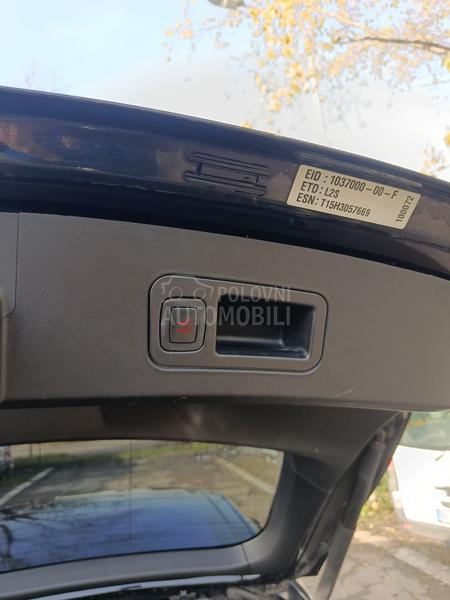 EID : 1037000-00-F
ETD : L2S
ESN : T15H3057669
100072
POLOVNI
AUTOMOBILI